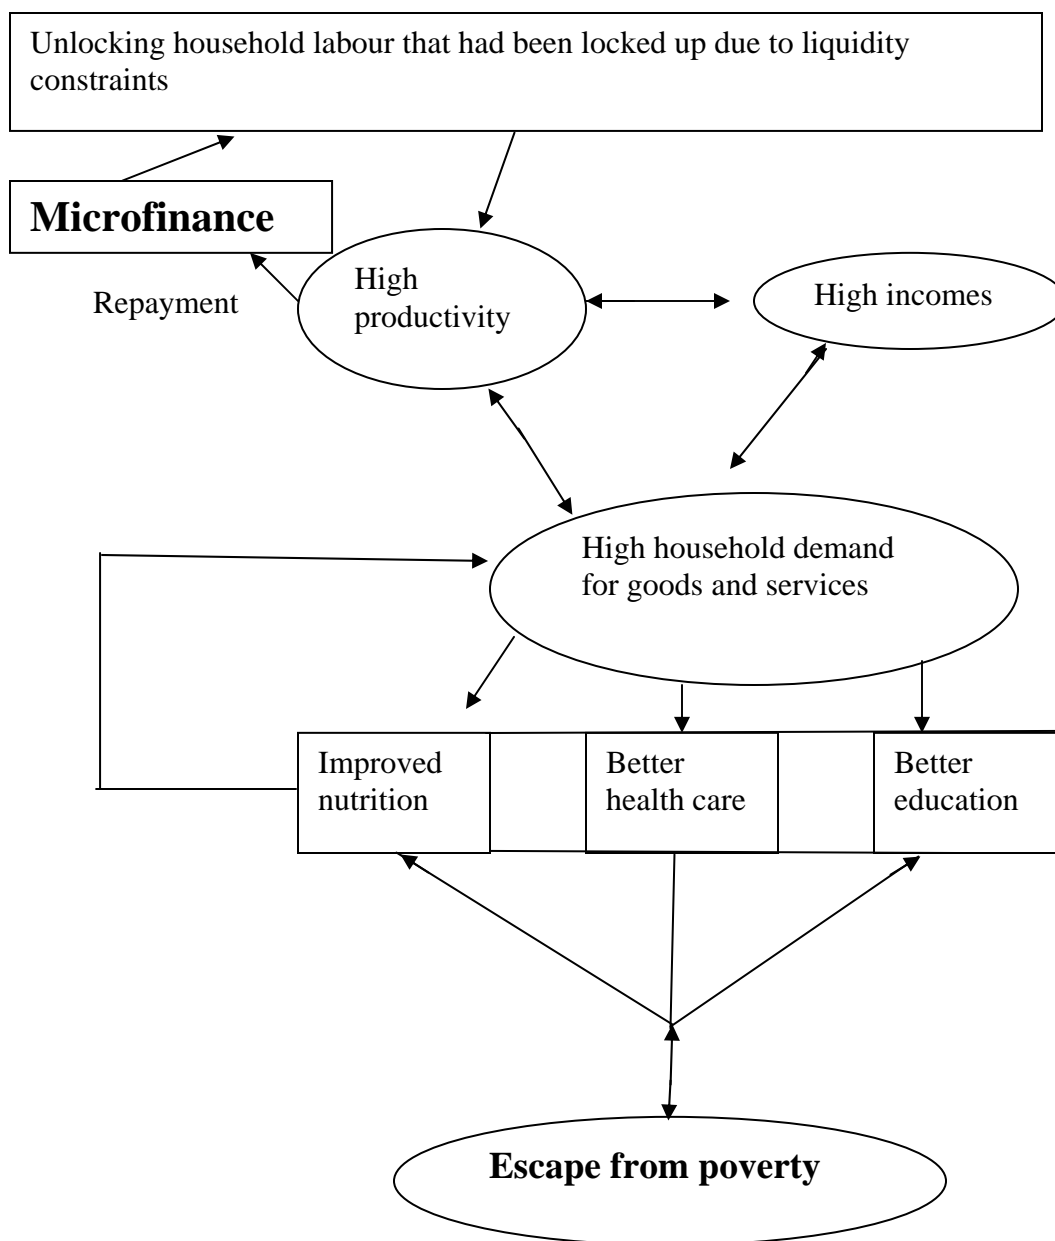 Unlocking household labour that had been locked up due to liquidity
constraints
Microfinance
High
productivity
High incomes
Repayment
High household demand
for goods and services
Improved
nutrition
Better
health care
Better
education
Escape from poverty